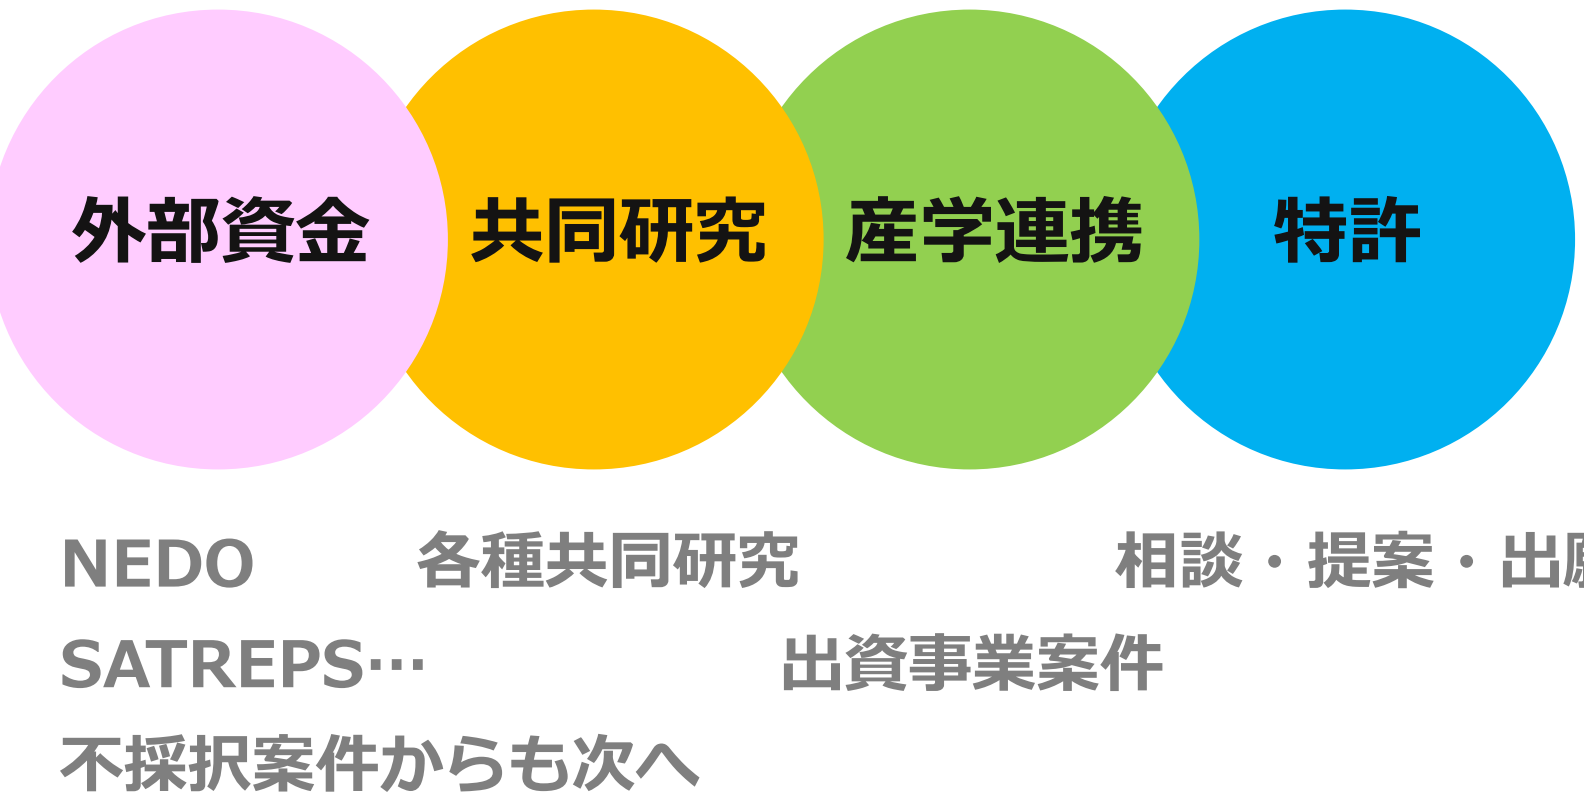 外部資金 共同研究 産学連携 特許
NEDO 各種共同研究 相談・提案・出願
SATREPS… 出資事業案件
不採択案件からも次へ